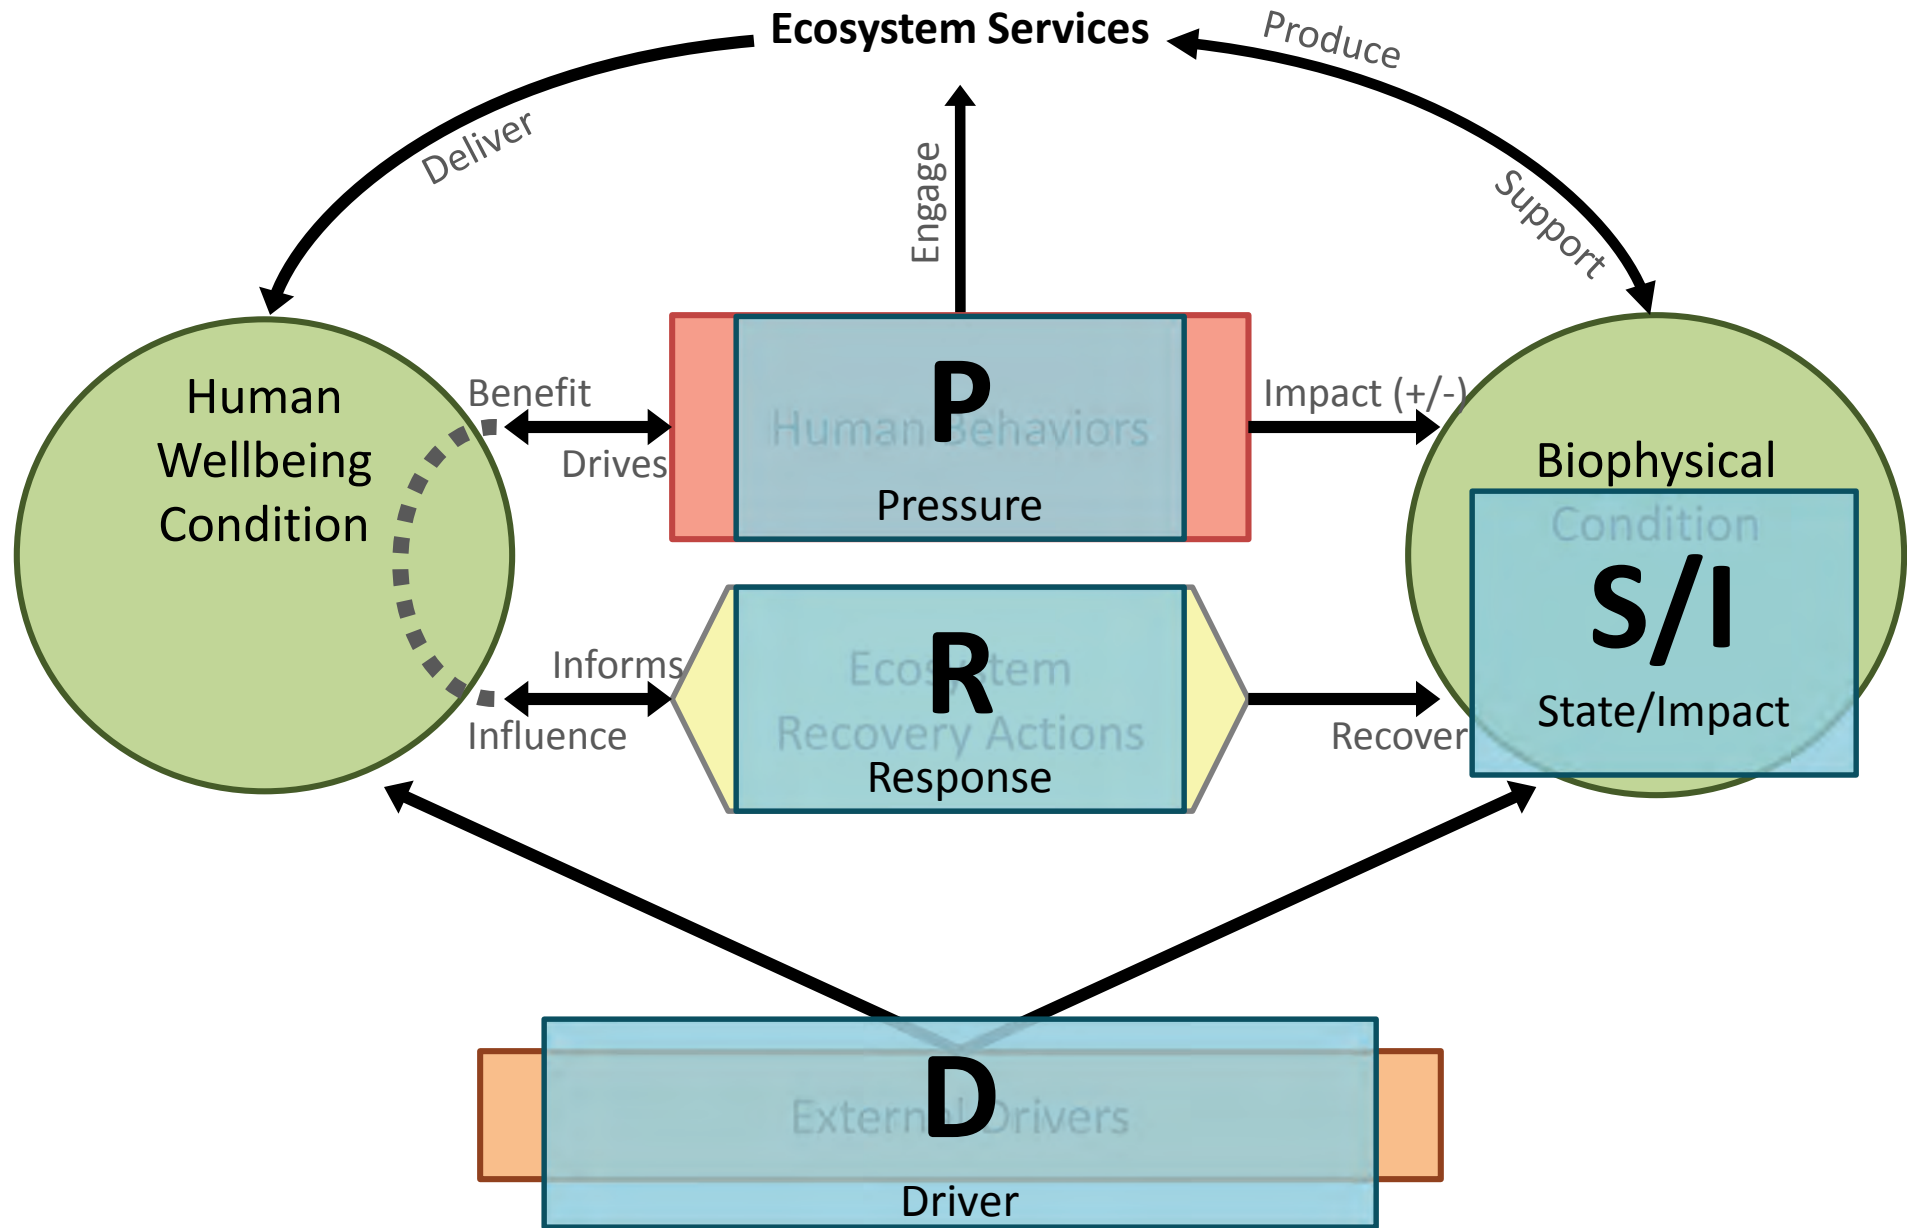 Ecosystem Services
Produce
Deliver
Engage
Support
Human
Wellbeing
Condition
Benefit
Drives
P
Human Behaviors
Pressure
Impact (+/-)
Biophysical
Condition
S/I
State/Impact
Informs
Influence
R
Ecosystem
Recovery Actions
Response
Recover
D
External Drivers
Driver